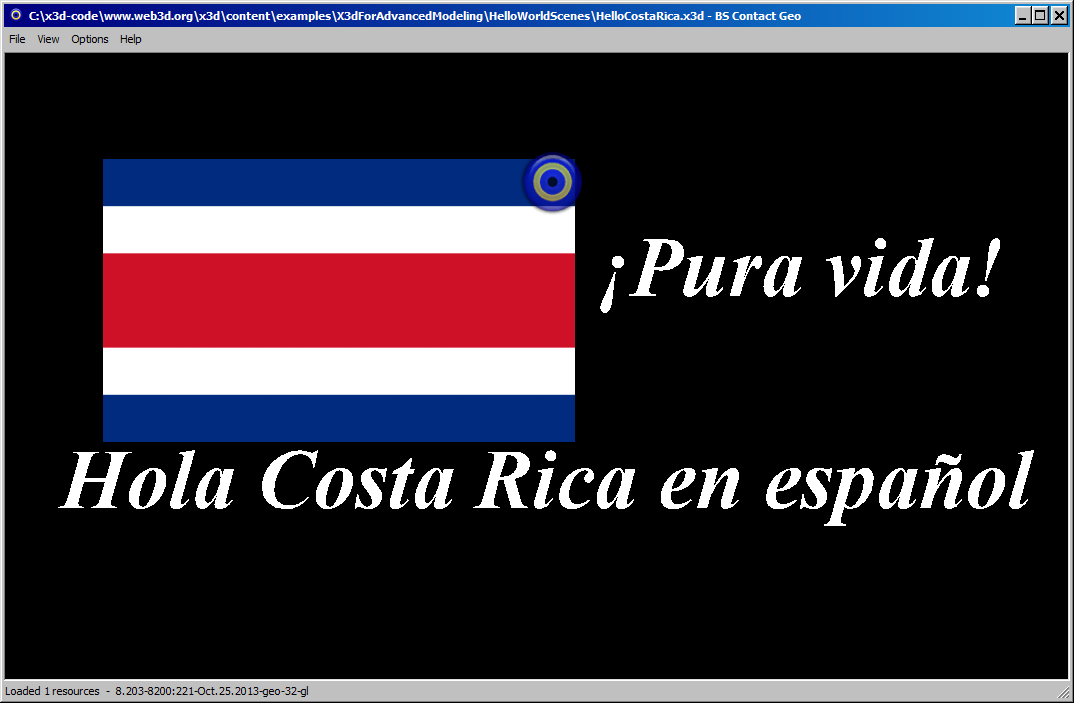 C:\x3d-code\www.web3d.org\x3d\content\examples\X3dForAdvancedModeling\HelloWorldScenes\HelloCostaRica.x3d - BS Contact Geo
File View Options Help
¡Pura vida!
Hola Costa Rica en español
Loaded 1 resources - 8.203-8200:221-Oct.25.2013-geo-32-gl